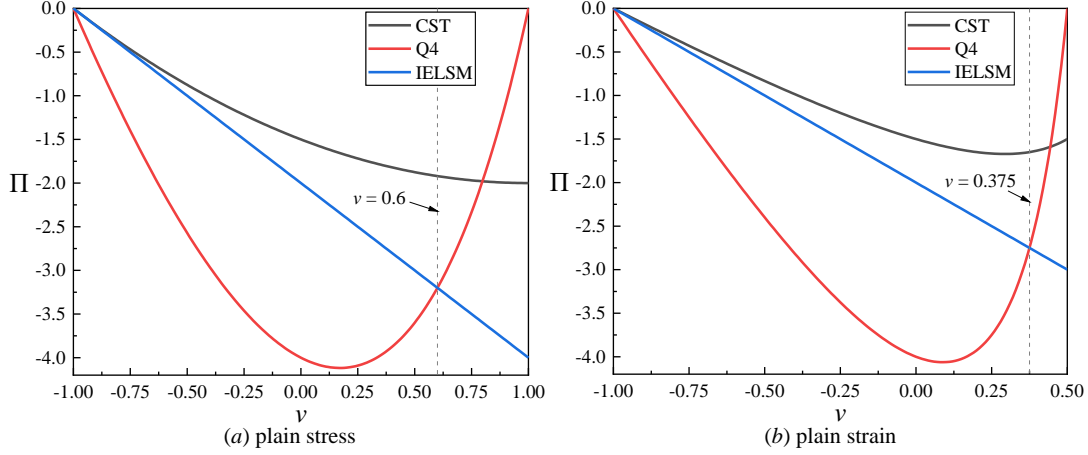 CST
Q4
IELSM
0.0
-0.5
-1.0
-1.5
-2.0
-2.5
-3.0
-3.5
-4.0
Π
ν = 0.6
-1.00 -0.75 -0.50 -0.25 0.00 0.25 0.50 0.75 1.00
ν
(a) plain stress
CST
Q4
IELSM
0.0
-0.5
-1.0
-1.5
-2.0
-2.5
-3.0
-3.5
-4.0
Π
ν = 0.375
-1.00 -0.75 -0.50 -0.25 0.00 0.25 0.50
ν
(b) plain strain